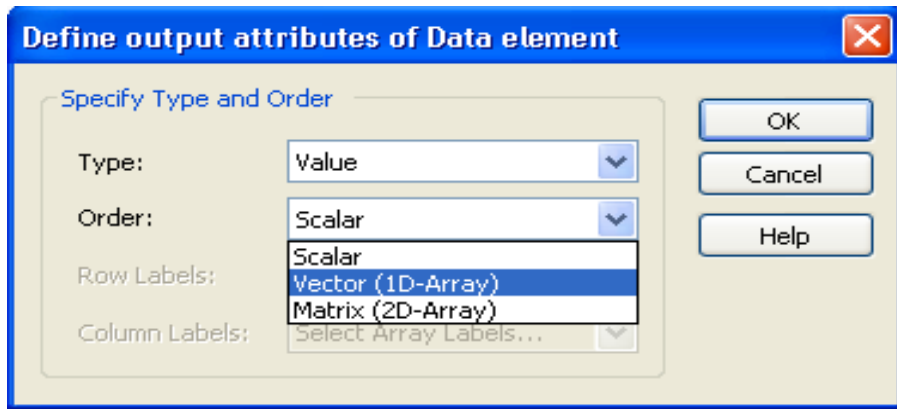 Define output attributes of Data element
Specify Type and Order
Type:
Value
Order:
Scalar
Scalar
Vector (1D-Array)
Matrix (2D-Array)
Row Labels:
Column Labels:
Select Array Labels...
OK
Cancel
Help